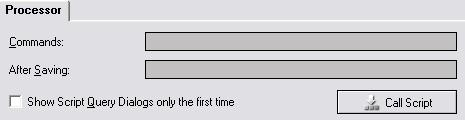 Processor
Commands:
After Saving:
Show Script Query Dialogs only the first time
Call Script